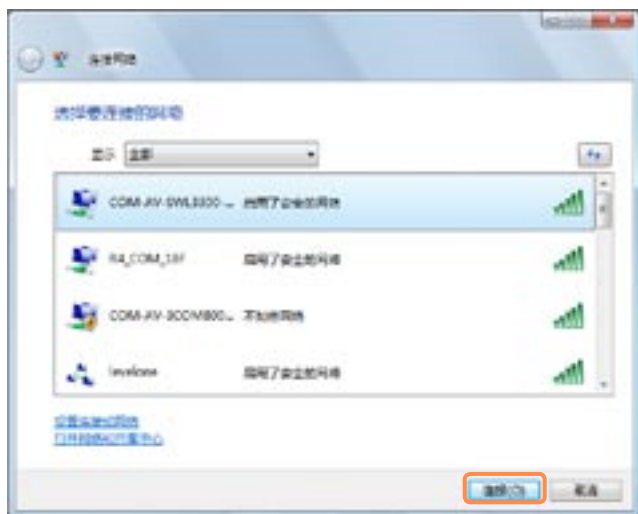 连接网络
选择要连接的网络
显示 全部
启用了安全的网络
启用了安全的网络
不加密网络
levelone 启用了安全的网络
设置连接或网络
打开网络和共享中心
连接(C) 取消